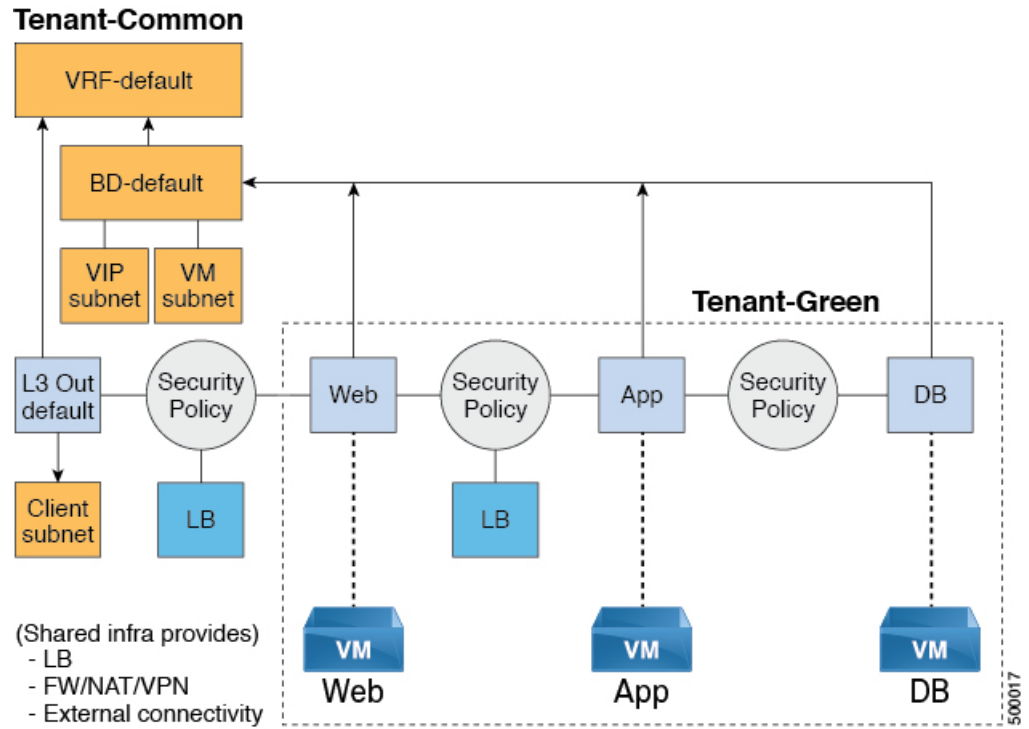 Tenant-Common
VRF-default
BD-default
VIP
subnet
VM
subnet
Tenant-Green
L3 Out
default
Security
Policy
Web
Security
Policy
App
Security
Policy
DB
Client
subnet
LB
LB
(Shared infra provides)
- LB
- FW/NAT/VPN
- External connectivity
VM
Web
VM
App
VM
DB
500017